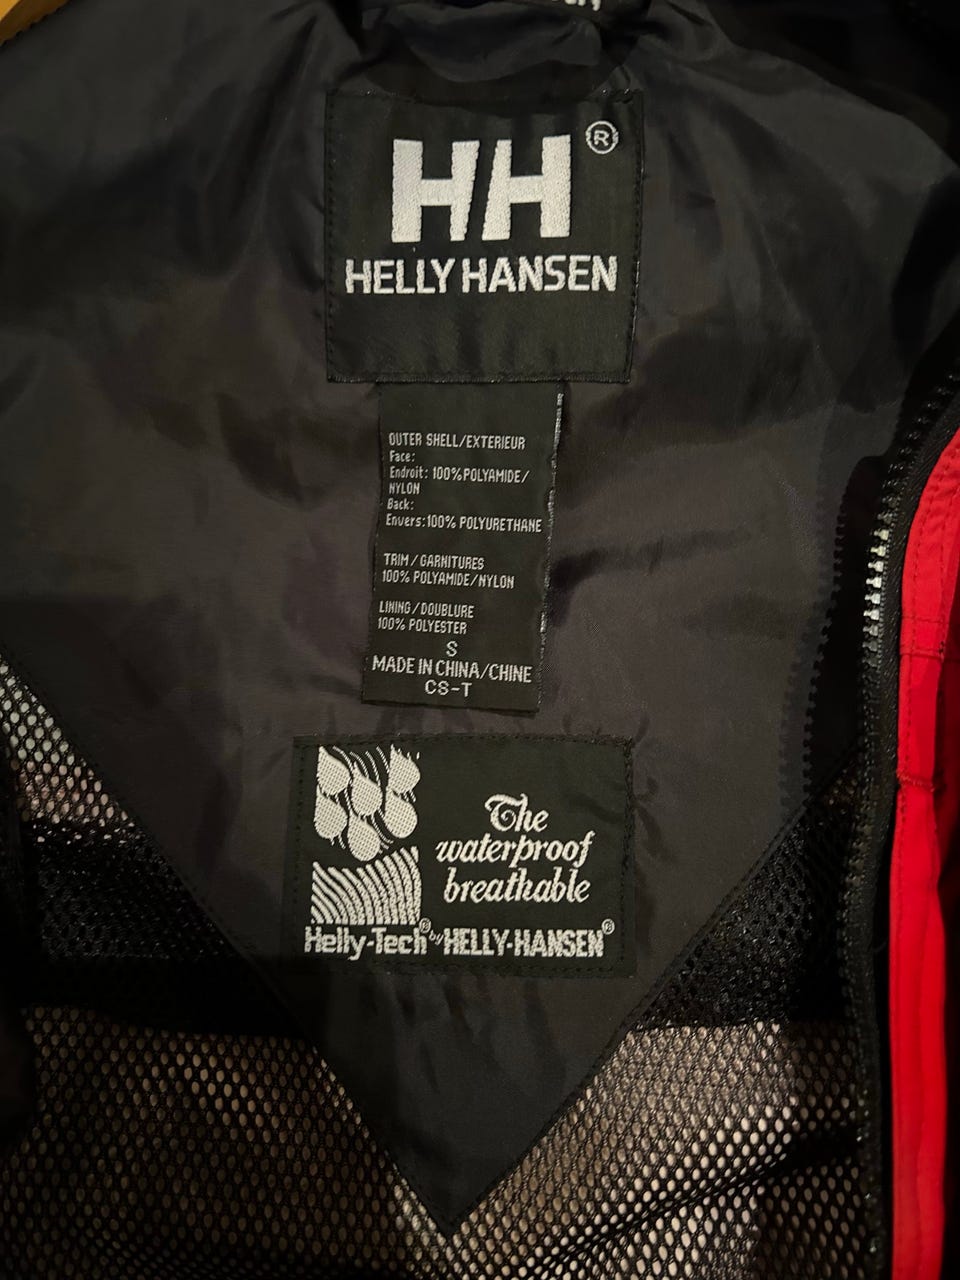 HH®
HELLY HANSEN
OUTER SHELL/EXTERIEUR
Face:
Endroit: 100% POLYAMIDE/
NYLON
Back:
Envers: 100% POLYURETHANE
TRIM / GARNITURES
100% POLYAMIDE/NYLON
LINING / DOUBLURE
100% POLYESTER
S
MADE IN CHINA/CHINE
CS-T
The
waterproof
breathable
Helly-Tech® by HELLY-HANSEN®